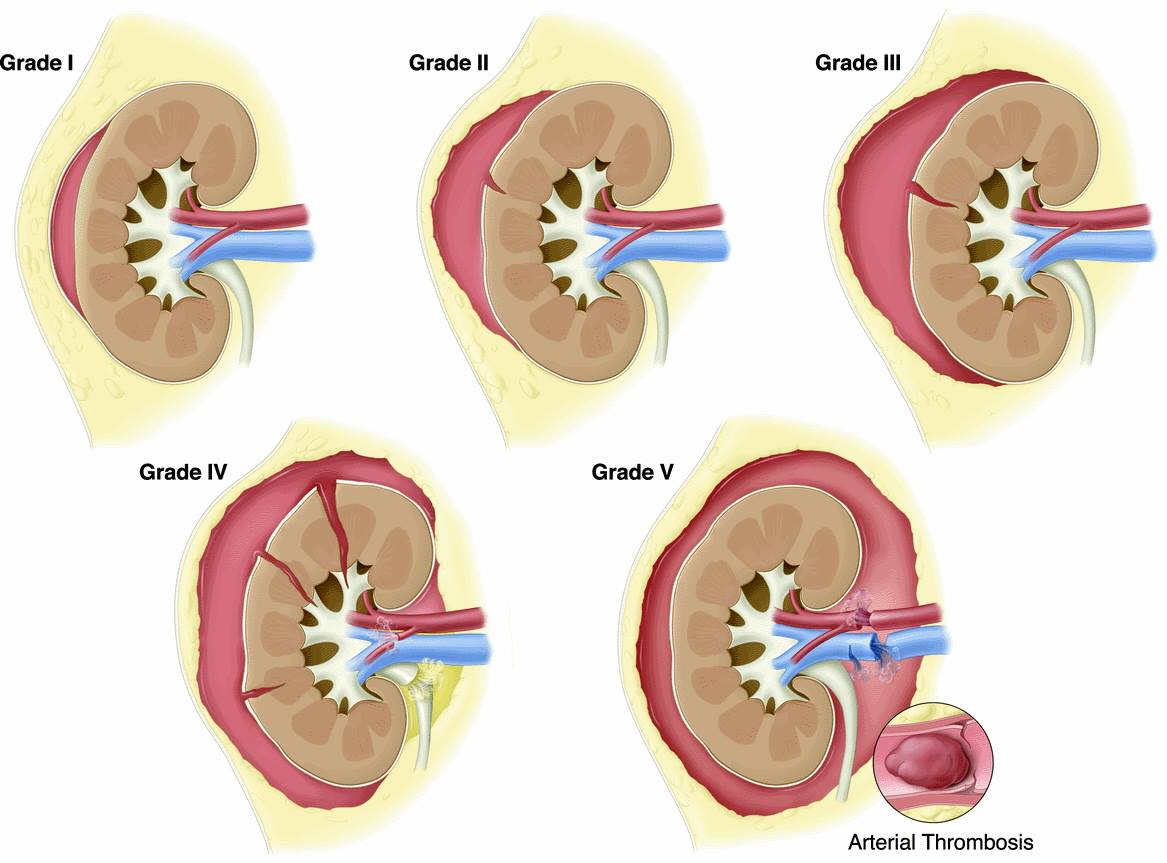 Grade I
Grade II
Grade III
Grade IV
Grade V
Arterial Thrombosis